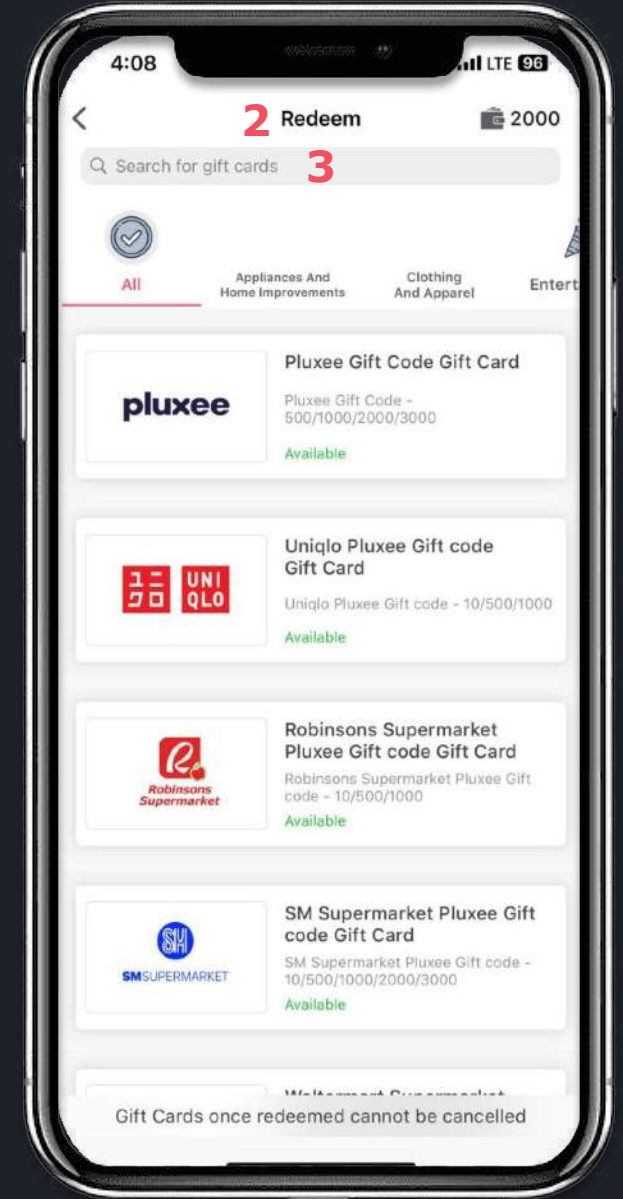 4:08
LTE 96
2 Redeem 2000
Search for gift cards 3
All
Appliances And
Home Improvements
Clothing
And Apparel
Entert
pluxee
Pluxee Gift Code Gift Card
Pluxee Gift Code -
500/1000/2000/3000
Available
ユニ
クロ
UNI
QLO
Uniqlo Pluxee Gift code
Gift Card
Uniqlo Pluxee Gift code - 10/500/1000
Available
R
Robinsons
Supermarket
Robinsons Supermarket
Pluxee Gift code Gift Card
Robinsons Supermarket Pluxee Gift
code - 10/500/1000
Available
SM
SMSUPERMARKET
SM Supermarket Pluxee Gift
code Gift Card
SM Supermarket Pluxee Gift code -
10/500/1000/2000/3000
Available
Gift Cards once redeemed cannot be cancelled